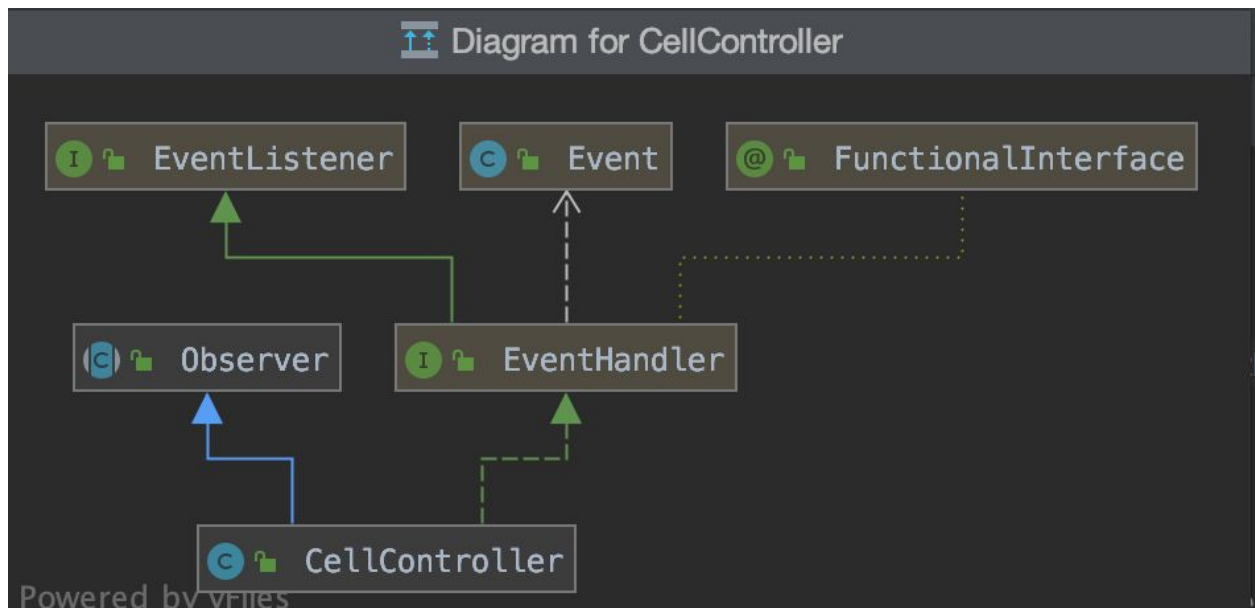 Diagram for CellController
I EventListener
C Event
@ FunctionalInterface
C Observer
I EventHandler
C CellController
Powered by yFiles